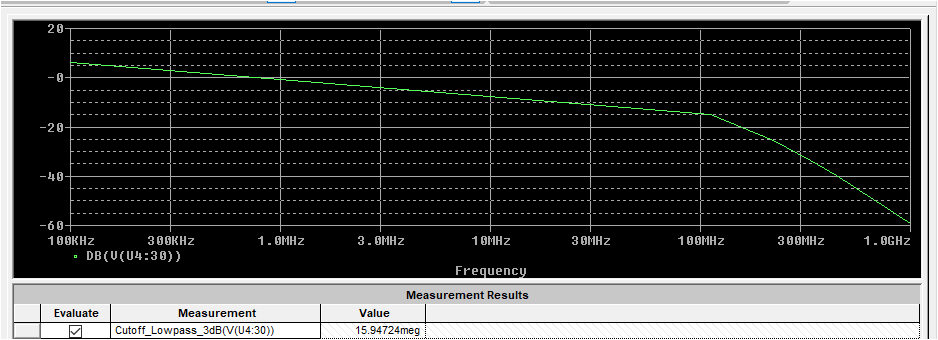 20
-0
-20
-40
-60
100KHz 300KHz 1.0MHz 3.0MHz 10MHz 30MHz 100MHz 300MHz 1.0GHz
DB(V(U4:30))
Frequency
Measurement Results
Evaluate Measurement Value
Cutoff_Lowpass_3dB(V(U4:30)) 15.94724meg